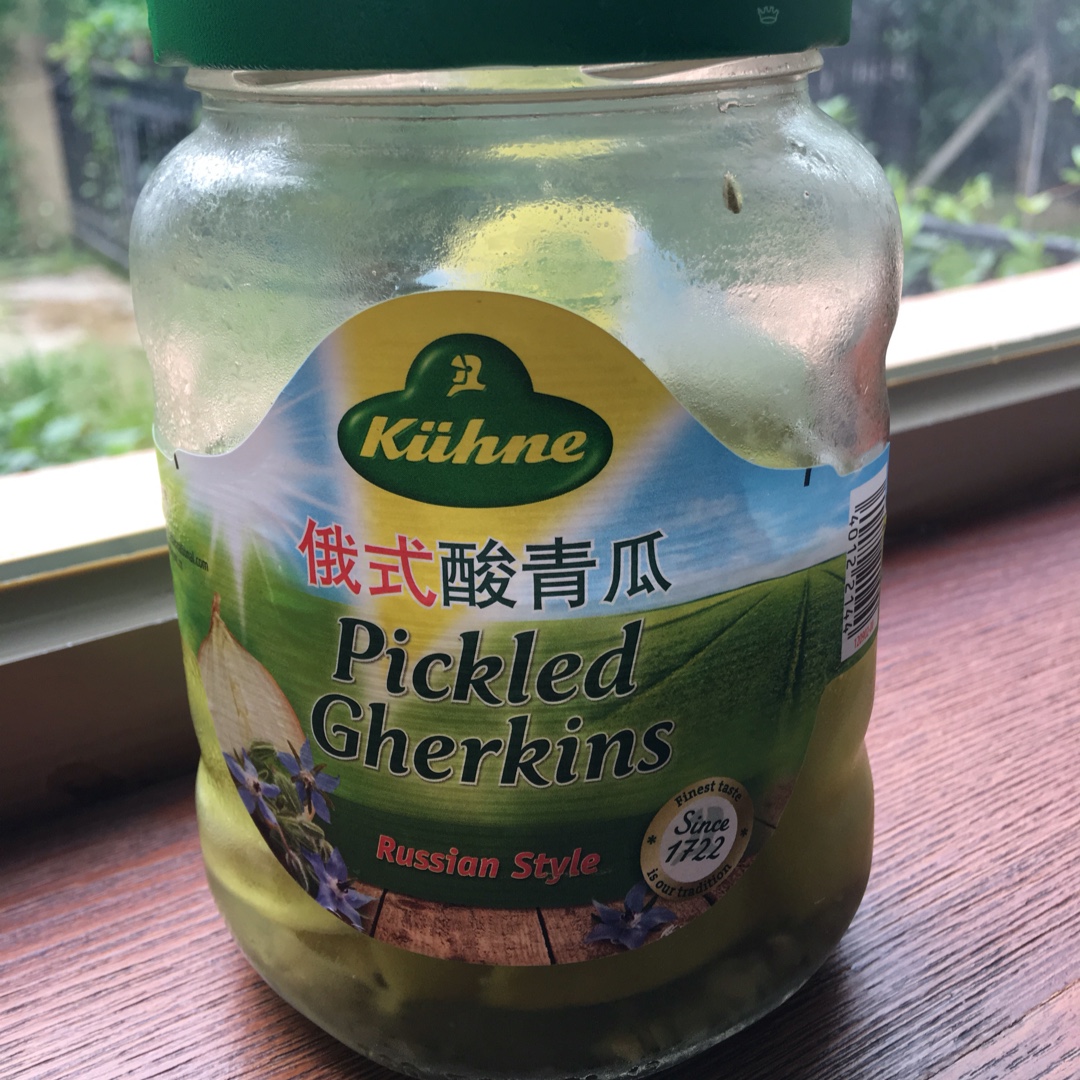 Kühne
俄式酸青瓜
Pickled
Gherkins
Russian Style
Finest taste
Since
1722
is our tradition